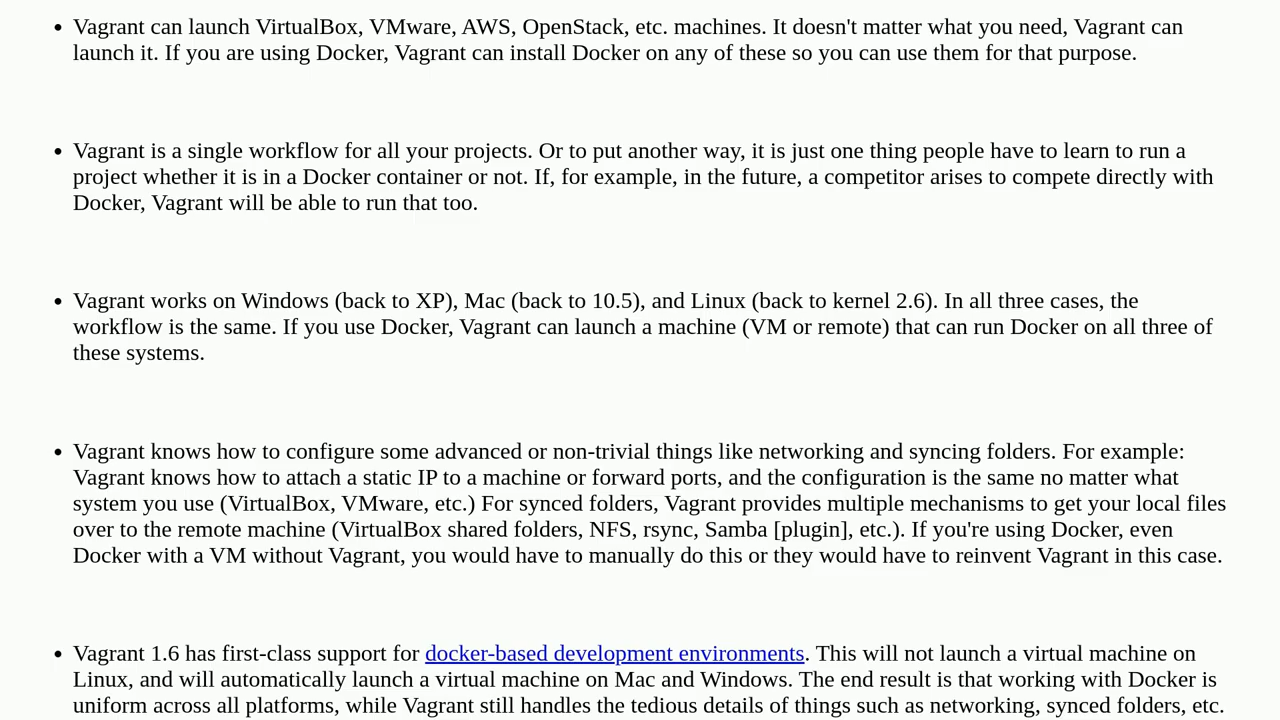 • Vagrant can launch VirtualBox, VMware, AWS, OpenStack, etc. machines. It doesn't matter what you need, Vagrant can
launch it. If you are using Docker, Vagrant can install Docker on any of these so you can use them for that purpose.
• Vagrant is a single workflow for all your projects. Or to put another way, it is just one thing people have to learn to run a
project whether it is in a Docker container or not. If, for example, in the future, a competitor arises to compete directly with
Docker, Vagrant will be able to run that too.
• Vagrant works on Windows (back to XP), Mac (back to 10.5), and Linux (back to kernel 2.6). In all three cases, the
workflow is the same. If you use Docker, Vagrant can launch a machine (VM or remote) that can run Docker on all three of
these systems.
• Vagrant knows how to configure some advanced or non-trivial things like networking and syncing folders. For example:
Vagrant knows how to attach a static IP to a machine or forward ports, and the configuration is the same no matter what
system you use (VirtualBox, VMware, etc.) For synced folders, Vagrant provides multiple mechanisms to get your local files
over to the remote machine (VirtualBox shared folders, NFS, rsync, Samba [plugin], etc.). If you're using Docker, even
Docker with a VM without Vagrant, you would have to manually do this or they would have to reinvent Vagrant in this case.
• Vagrant 1.6 has first-class support for docker-based development environments. This will not launch a virtual machine on
Linux, and will automatically launch a virtual machine on Mac and Windows. The end result is that working with Docker is
uniform across all platforms, while Vagrant still handles the tedious details of things such as networking, synced folders, etc.